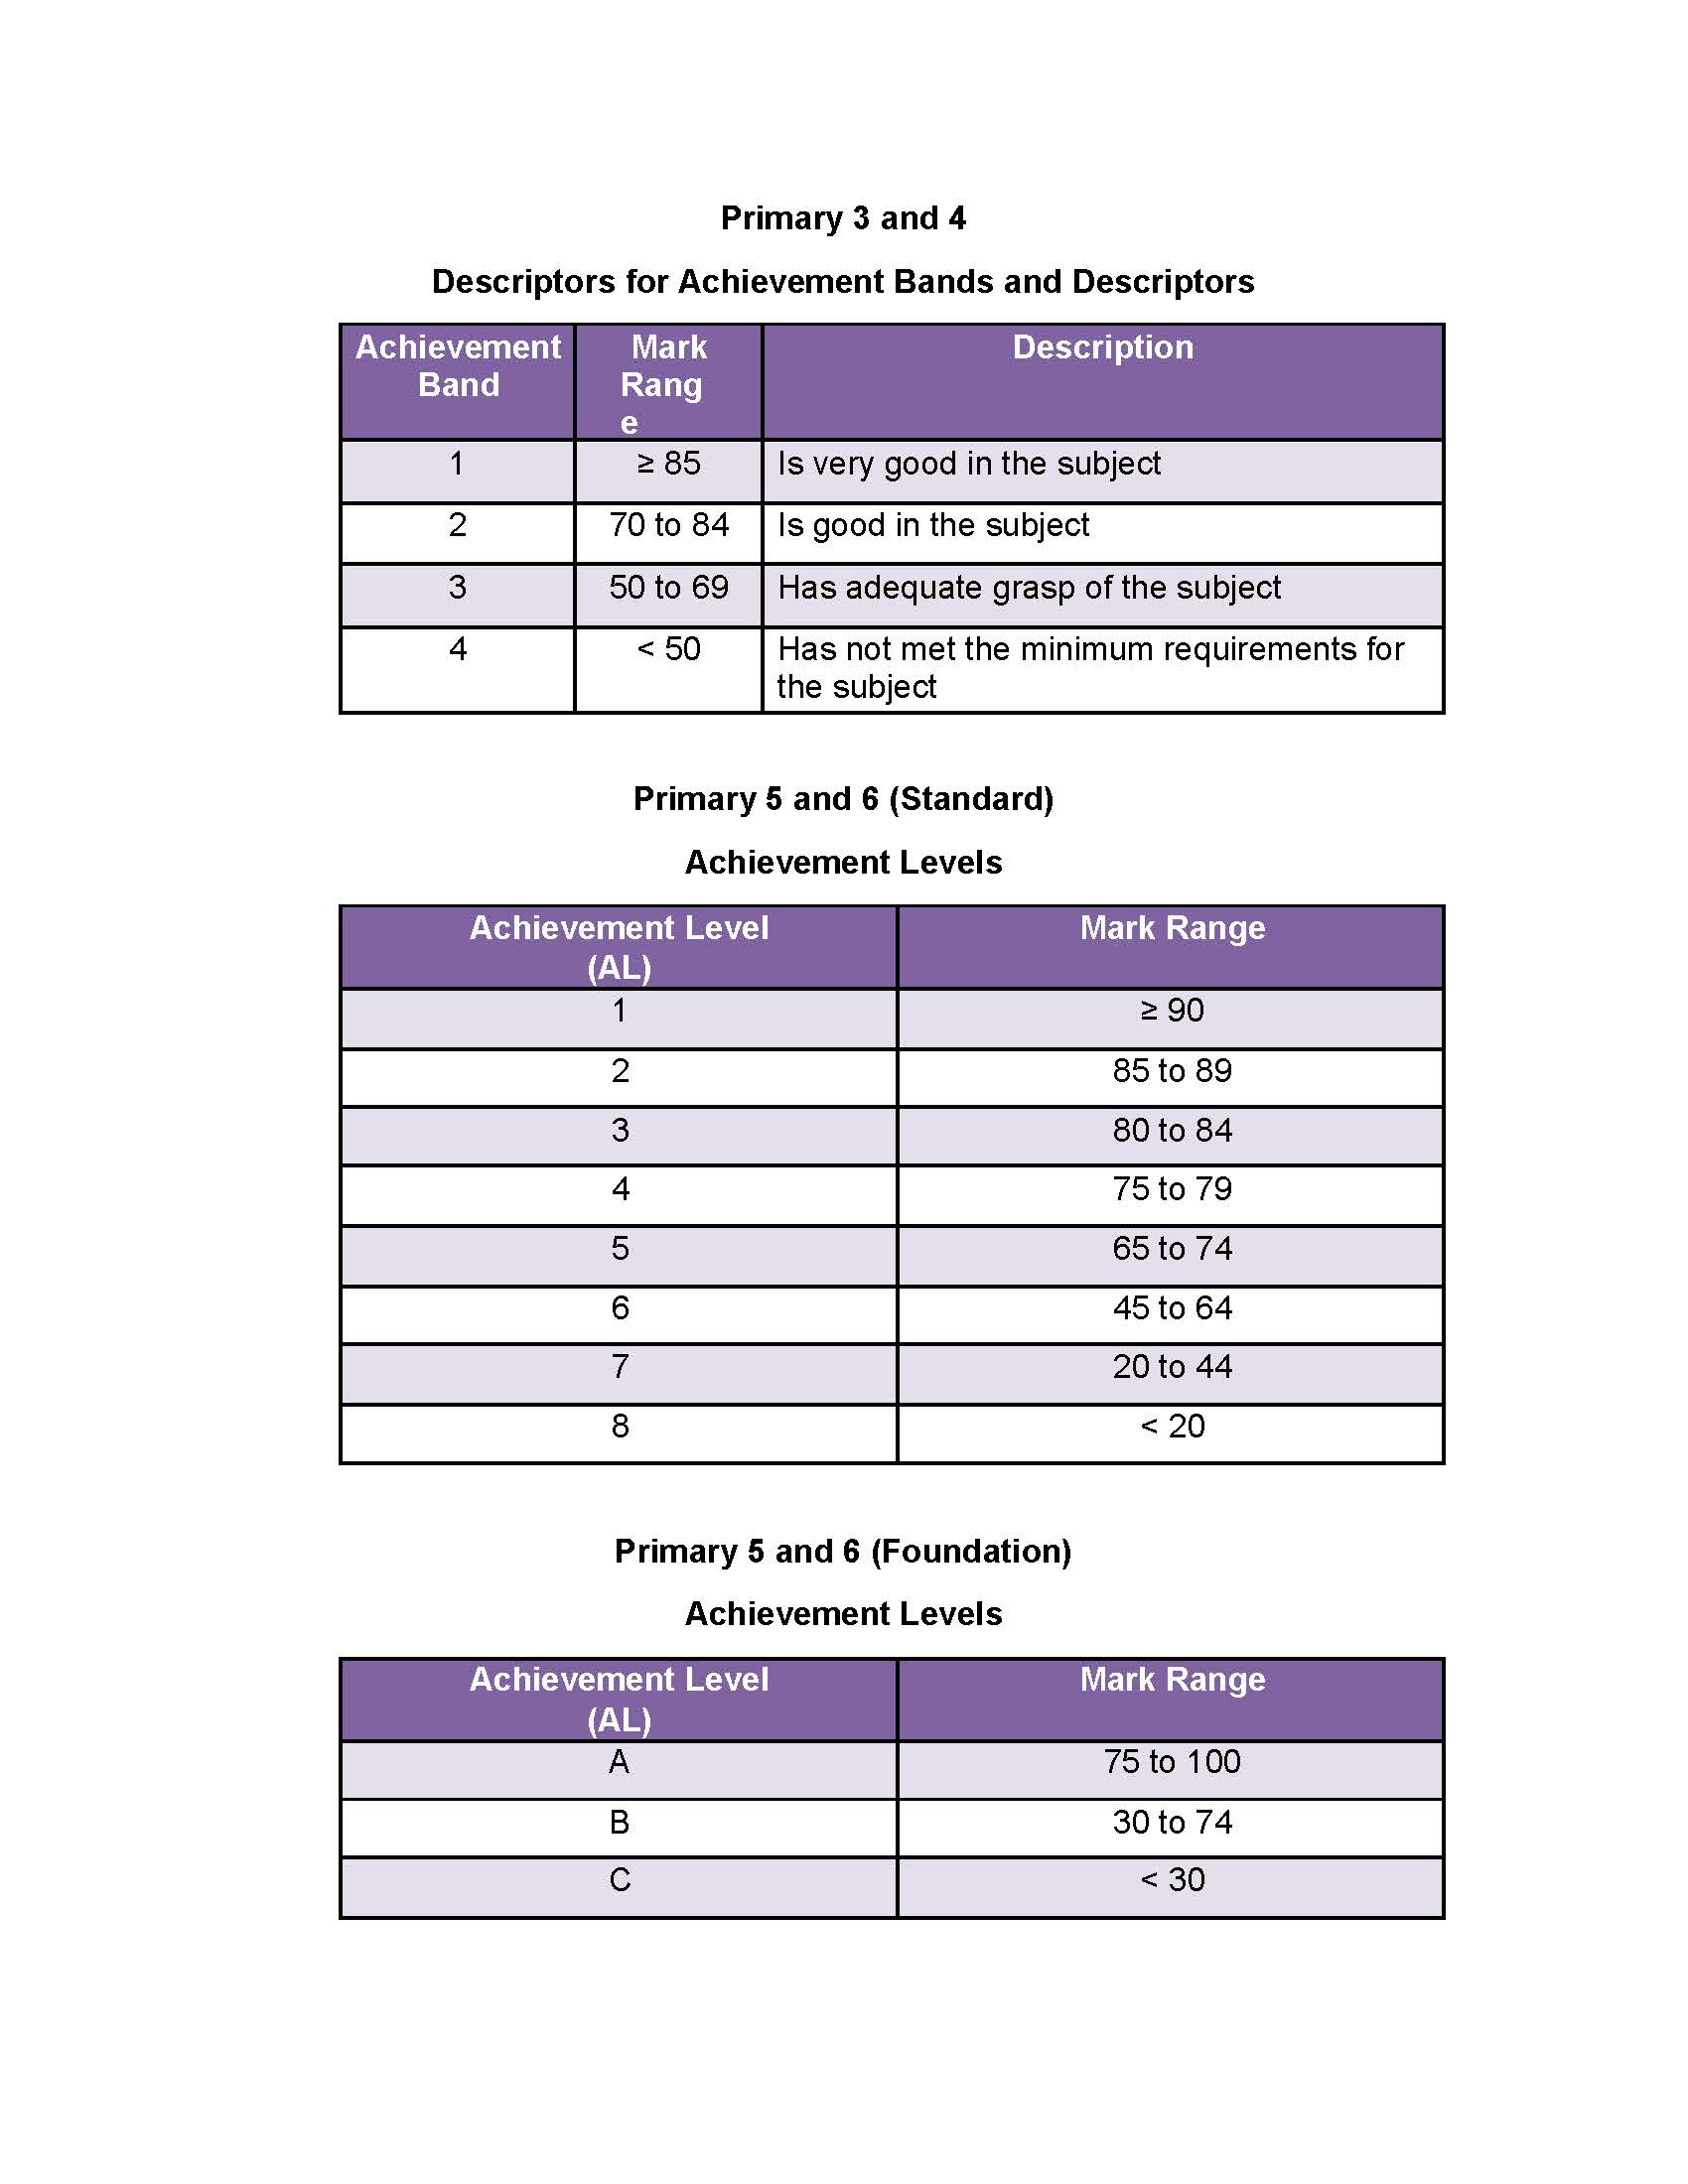 Primary 3 and 4
Descriptors for Achievement Bands and Descriptors
Achievement Band Mark Rang e Description
1 ≥ 85 Is very good in the subject
2 70 to 84 Is good in the subject
3 50 to 69 Has adequate grasp of the subject
4 < 50 Has not met the minimum requirements for
the subject
Primary 5 and 6 (Standard)
Achievement Levels
Achievement Level (AL) Mark Range
1 ≥ 90
2 85 to 89
3 80 to 84
4 75 to 79
5 65 to 74
6 45 to 64
7 20 to 44
8 < 20
Primary 5 and 6 (Foundation)
Achievement Levels
Achievement Level (AL) Mark Range
A 75 to 100
B 30 to 74
C < 30